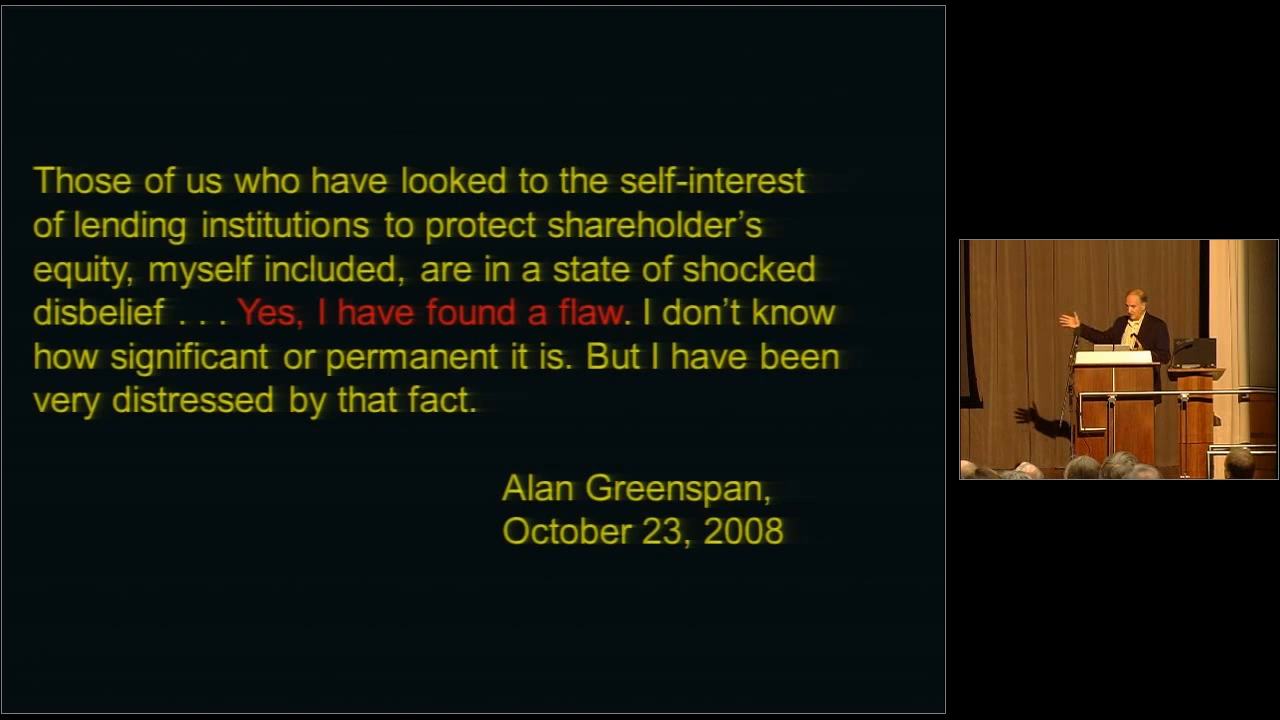 Those of us who have looked to the self-interest
of lending institutions to protect shareholder’s
equity, myself included, are in a state of shocked
disbelief . . . Yes, I have found a flaw. I don’t know
how significant or permanent it is. But I have been
very distressed by that fact.
Alan Greenspan,
October 23, 2008